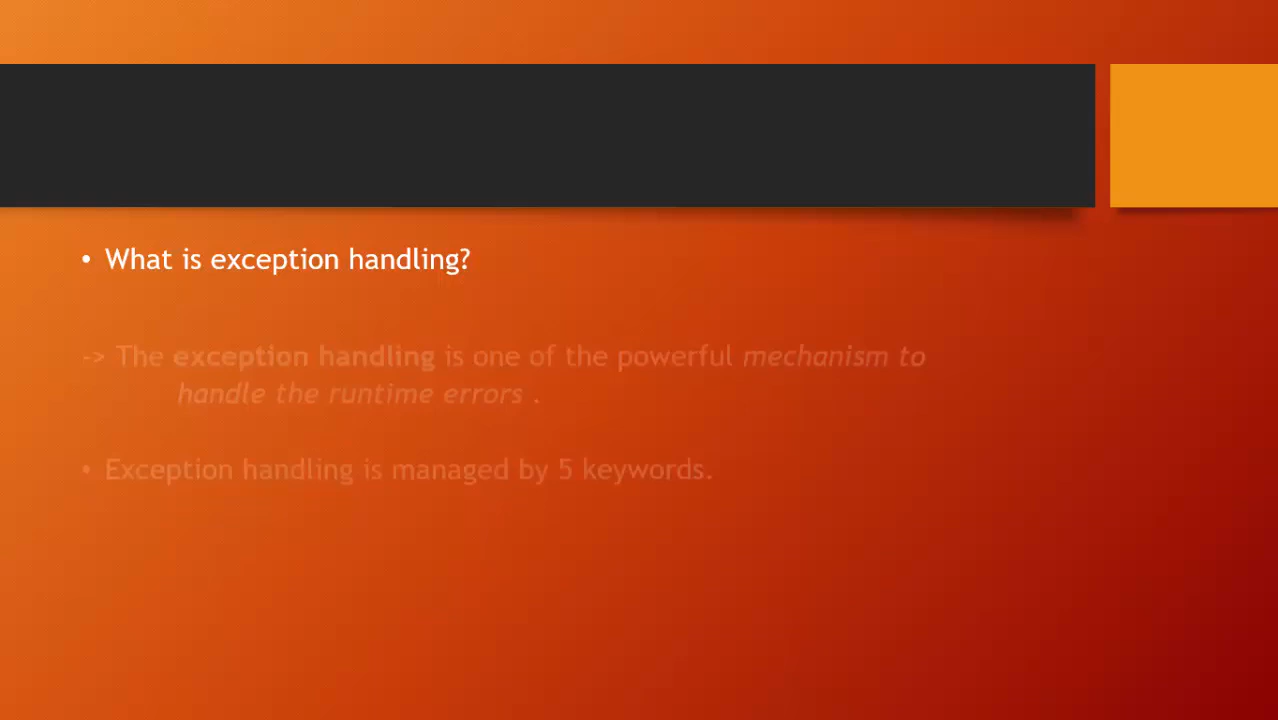 • What is exception handling?
-> The exception handling is one of the powerful mechanism to
handle the runtime errors .
• Exception handling is managed by 5 keywords.